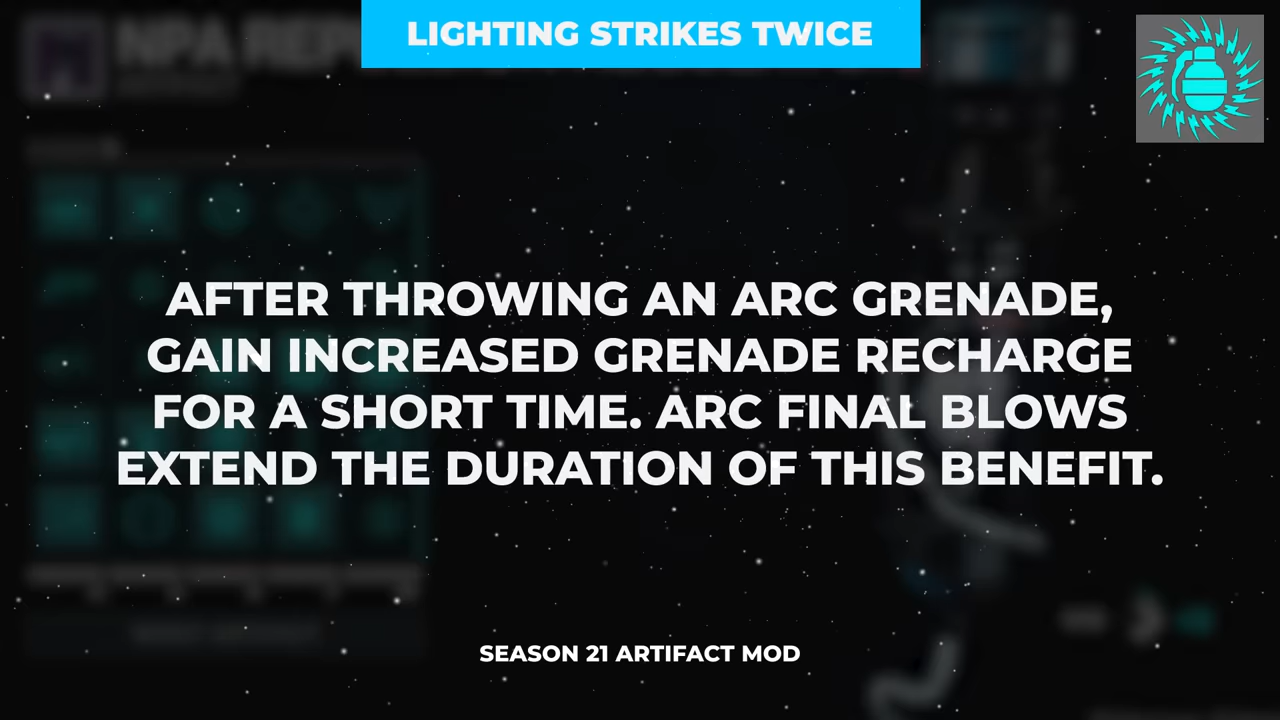 LIGHTING STRIKES TWICE
AFTER THROWING AN ARC GRENADE,
GAIN INCREASED GRENADE RECHARGE
FOR A SHORT TIME. ARC FINAL BLOWS
EXTEND THE DURATION OF THIS BENEFIT.
SEASON 21 ARTIFACT MOD